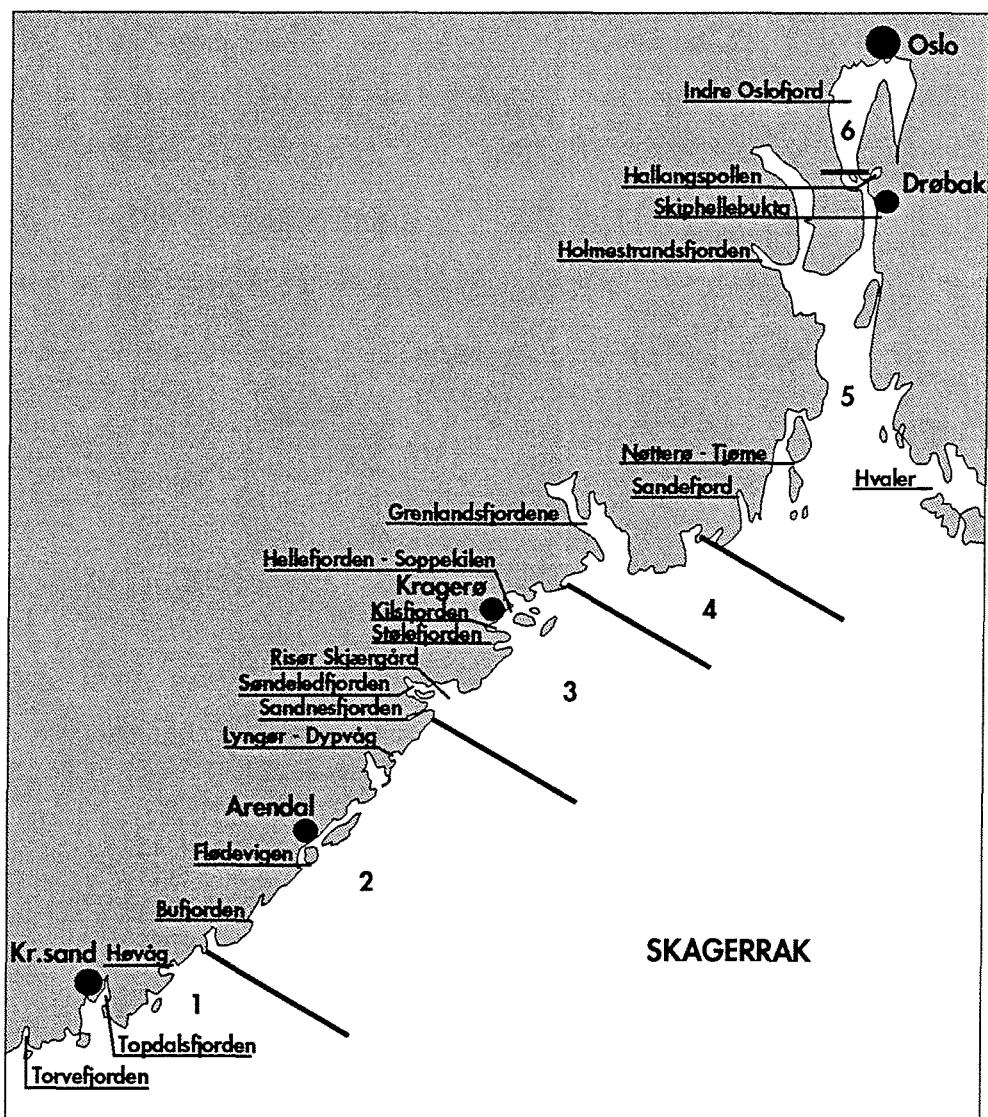 Oslo
Indre Oslofjord
6
Hallangspollen
Drøbak
Skiphellebukta
Holmestrandsfjorden
5
Nøtterø - Tjøme
Hvaler
Sandefjord
Grenlandsfjordene
Hellefjorden - Soppekilen
Kragerø
4
Kilsfjorden
Stølefjorden
Risør Skjærgård
3
Søndeledfjorden
Sandnesfjorden
Lyngør - Dypvåg
Arendal
Flødevigen
2
Bufjorden
Kr.sand Høvåg
SKAGERRAK
1
Topdalsfjorden
Torvefjorden